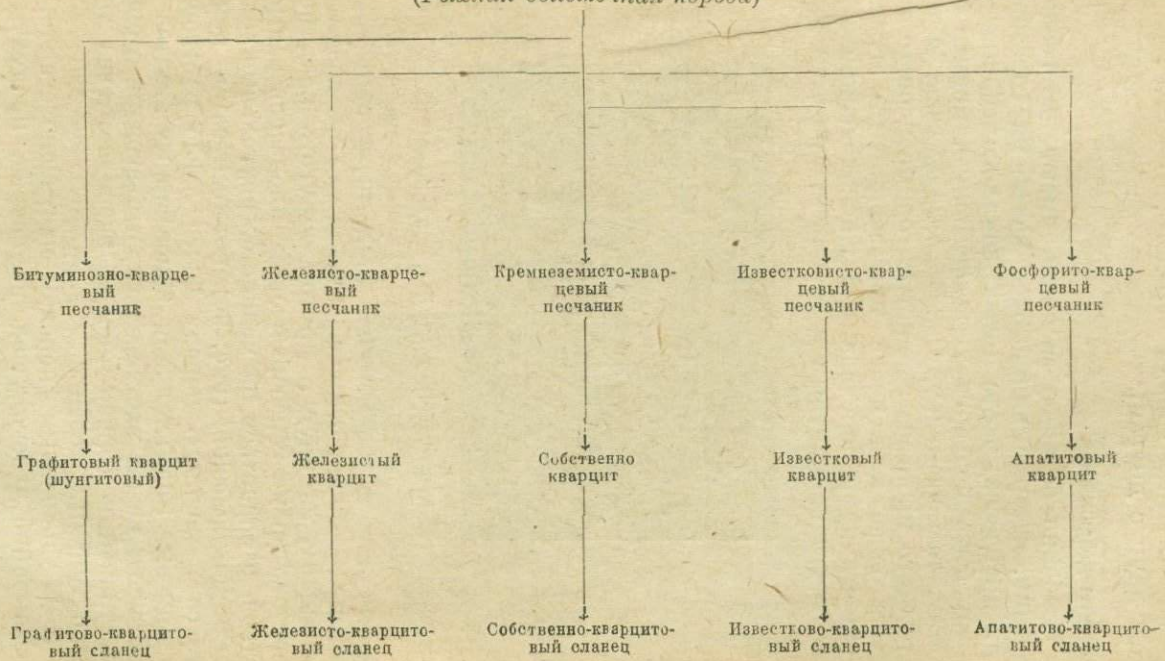 Битуминозно-кварце-
вый
песчаник
Железисто-кварце-
вый
песчаник
Кремнеземисто-квар-
цевый
песчаник
Известковисто-квар-
цевый
песчаник
Фосфорито-квар-
цевый
песчаник
Графитовый кварцит
(шунгитовый)
Железистый
кварцит
Собственно
кварцит
Известковый
кварцит
Апатитовый
кварцит
Графитово-кварцито-
вый сланец
Железисто-кварцито-
вый сланец
Собственно-кварцито-
вый сланец
Известково-кварцито-
вый сланец
Апатитово-кварцито-
вый сланец